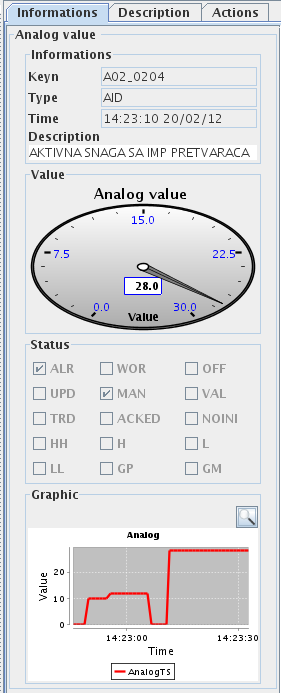 Informations Description Actions
Analog value
Informations
Keyn A02_0204
Type AID
Time 14:23:10 20/02/12
Description
AKTIVNA SNAGA SA IMP PRETVARACA
Value
Analog value
15.0
7.5 22.5
28.0
0.0 30.0
Value
Status
ALR WOR OFF
UPD MAN VAL
TRD ACKED NOINI
HH H L
LL GP GM
Graphic
Analog
20
10
0
Value
14:23:00 14:23:30
Time
AnalogTS